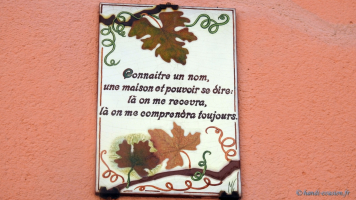 Connaître un nom,
une maison et pouvoir se dire:
là on me recevra,
là on me comprendra toujours.